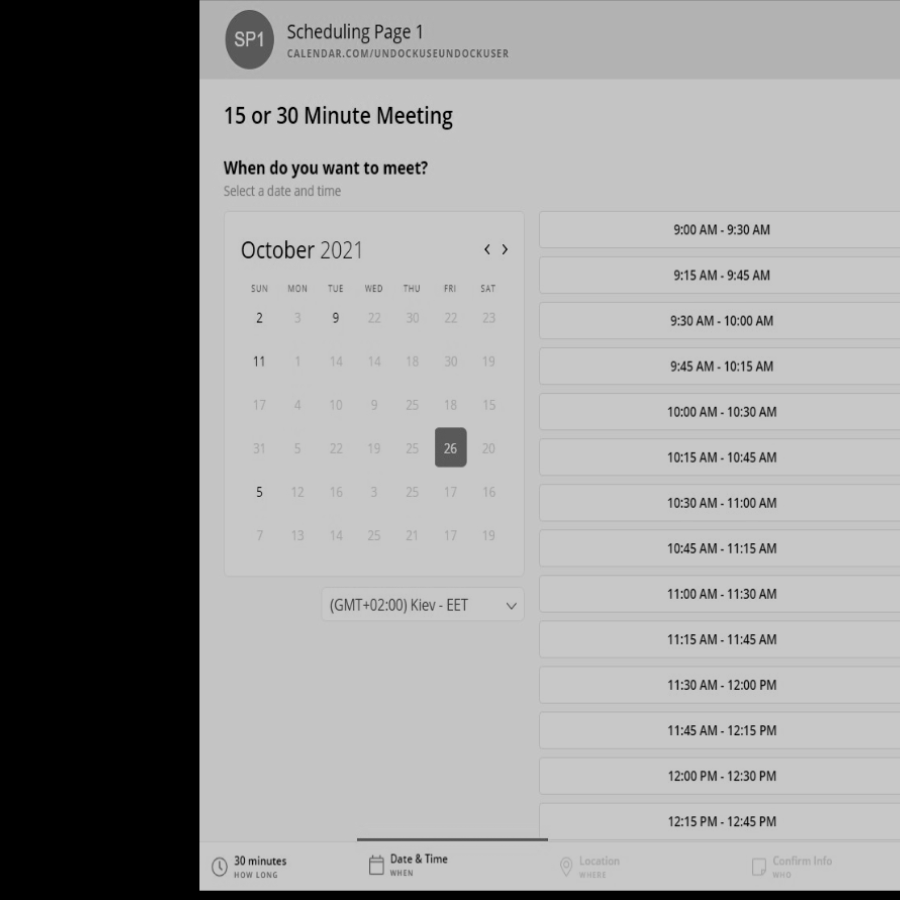 SP1
Scheduling Page 1
CALENDAR.COM/UNDOCKUSEUNDOCKUSER
15 or 30 Minute Meeting
When do you want to meet?
Select a date and time
October 2021
SUN MON TUE WED THU FRI SAT
2 3 9 22 30 22 23
11 1 14 14 18 30 19
17 4 10 9 25 18 15
31 5 22 19 25 26 20
5 12 16 3 25 17 16
7 13 14 25 21 17 19
(GMT+02:00) Kiev - EET
9:00 AM - 9:30 AM
9:15 AM - 9:45 AM
9:30 AM - 10:00 AM
9:45 AM - 10:15 AM
10:00 AM - 10:30 AM
10:15 AM - 10:45 AM
10:30 AM - 11:00 AM
10:45 AM - 11:15 AM
11:00 AM - 11:30 AM
11:15 AM - 11:45 AM
11:30 AM - 12:00 PM
11:45 AM - 12:15 PM
12:00 PM - 12:30 PM
12:15 PM - 12:45 PM
30 minutes
HOW LONG
Date & Time
WHEN
Location
WHERE
Confirm Info
WHO